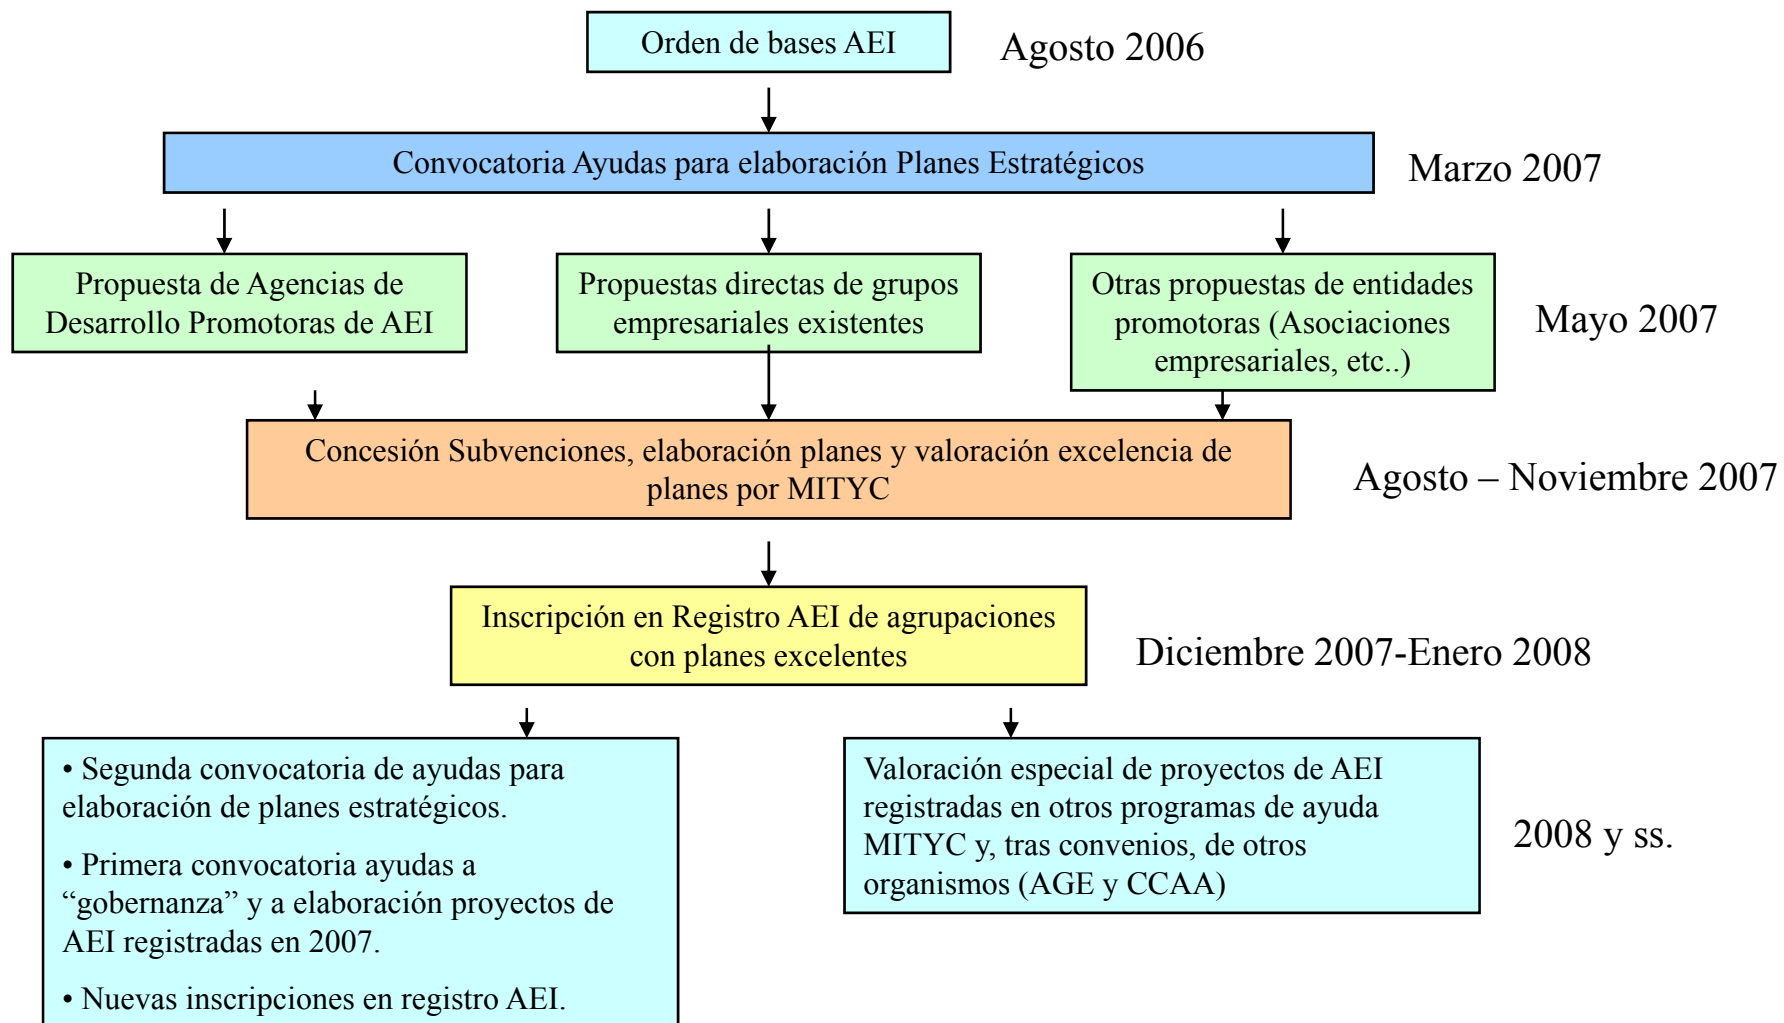 Orden de bases AEI
Agosto 2006
Convocatoria Ayudas para elaboración Planes Estratégicos
Marzo 2007
Propuesta de Agencias de
Desarrollo Promotoras de AEI
Propuestas directas de grupos
empresariales existentes
Otras propuestas de entidades
promotoras (Asociaciones
empresariales, etc..)
Mayo 2007
Concesión Subvenciones, elaboración planes y valoración excelencia de
planes por MITYC
Agosto – Noviembre 2007
Inscripción en Registro AEI de agrupaciones
con planes excelentes
Diciembre 2007-Enero 2008
• Segunda convocatoria de ayudas para
elaboración de planes estratégicos.
• Primera convocatoria ayudas a
“gobernanza” y a elaboración proyectos de
AEI registradas en 2007.
• Nuevas inscripciones en registro AEI.
Valoración especial de proyectos de AEI
registradas en otros programas de ayuda
MITYC y, tras convenios, de otros
organismos (AGE y CCAA)
2008 y ss.